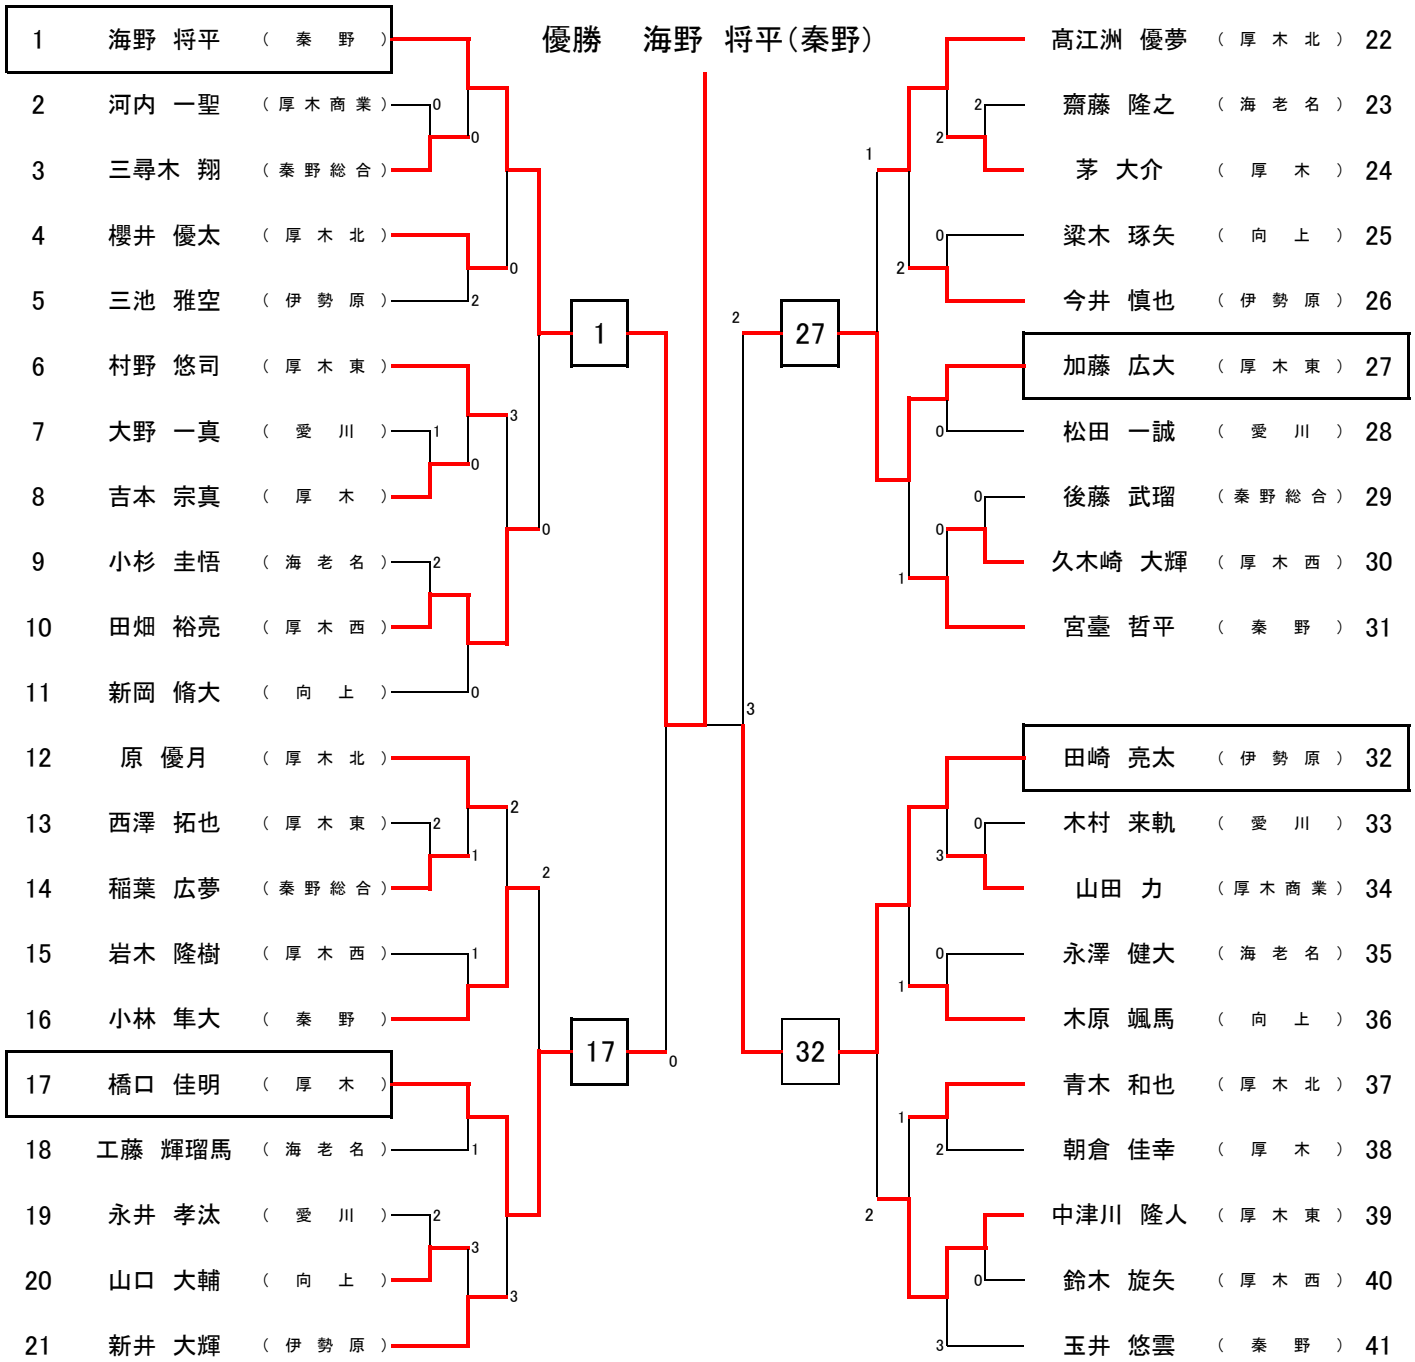 優勝 海野 将平(秦野)
1 海野 将平 (秦野)
2 河内 一聖 (厚木商業) 0
0
3 三尋木 翔 (秦野総合)
4 櫻井 優太 (厚木北)
0
5 三池 雅空 (伊勢原) 2
1
6 村野 悠司 (厚木東)
3
7 大野 一真 (愛川) 1
0
8 吉本 宗真 (厚木)
0
9 小杉 圭悟 (海老名) 2
10 田畑 裕亮 (厚木西)
11 新岡 脩大 (向上) 0
12 原 優月 (厚木北)
2
13 西澤 拓也 (厚木東) 2
1
14 稲葉 広夢 (秦野総合)
2
15 岩木 隆樹 (厚木西) 1
16 小林 隼大 (秦野)
17
0
17 橋口 佳明 (厚木)
18 工藤 輝瑠馬 (海老名) 1
19 永井 孝汰 (愛川) 2
3
20 山口 大輔 (向上)
3
21 新井 大輝 (伊勢原)
髙江洲 優夢 (厚木北) 22
2 齋藤 隆之 (海老名) 23
2
1
茅 大介 (厚木) 24
0 粱木 琢矢 (向上) 25
2
今井 慎也 (伊勢原) 26
2
27
加藤 広大 (厚木東) 27
0 松田 一誠 (愛川) 28
0 後藤 武瑠 (秦野総合) 29
0
久木崎 大輝 (厚木西) 30
1
宮臺 哲平 (秦野) 31
3
田崎 亮太 (伊勢原) 32
0 木村 来軌 (愛川) 33
3
山田 力 (厚木商業) 34
0 永澤 健大 (海老名) 35
1
木原 颯馬 (向上) 36
32
青木 和也 (厚木北) 37
1
2 朝倉 佳幸 (厚木) 38
2
中津川 隆人 (厚木東) 39
0 鈴木 旋矢 (厚木西) 40
3 玉井 悠雲 (秦野) 41